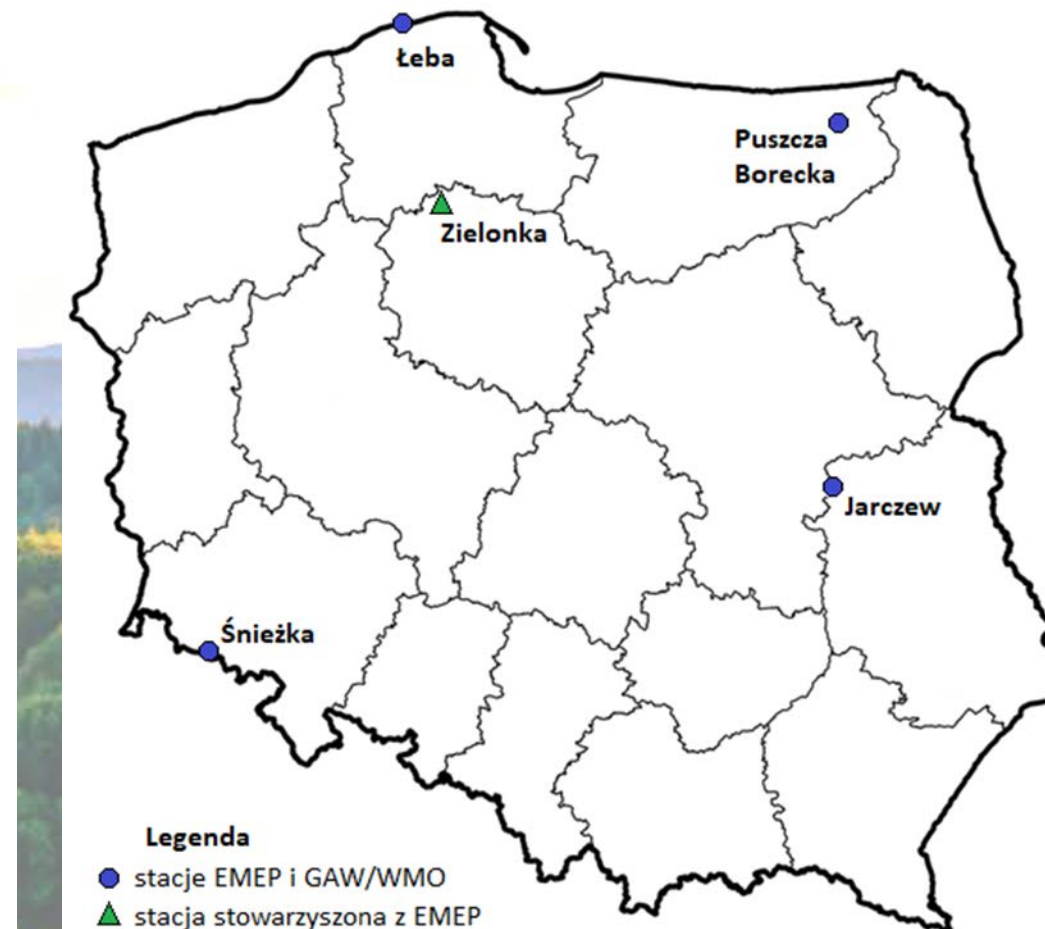 Łeba
Puszcza
Borecka
Zielonka
Jarczew
Śnieżka
Legenda
stacje EMEP i GAW/WMO
stacja stowarzyszona z EMEP